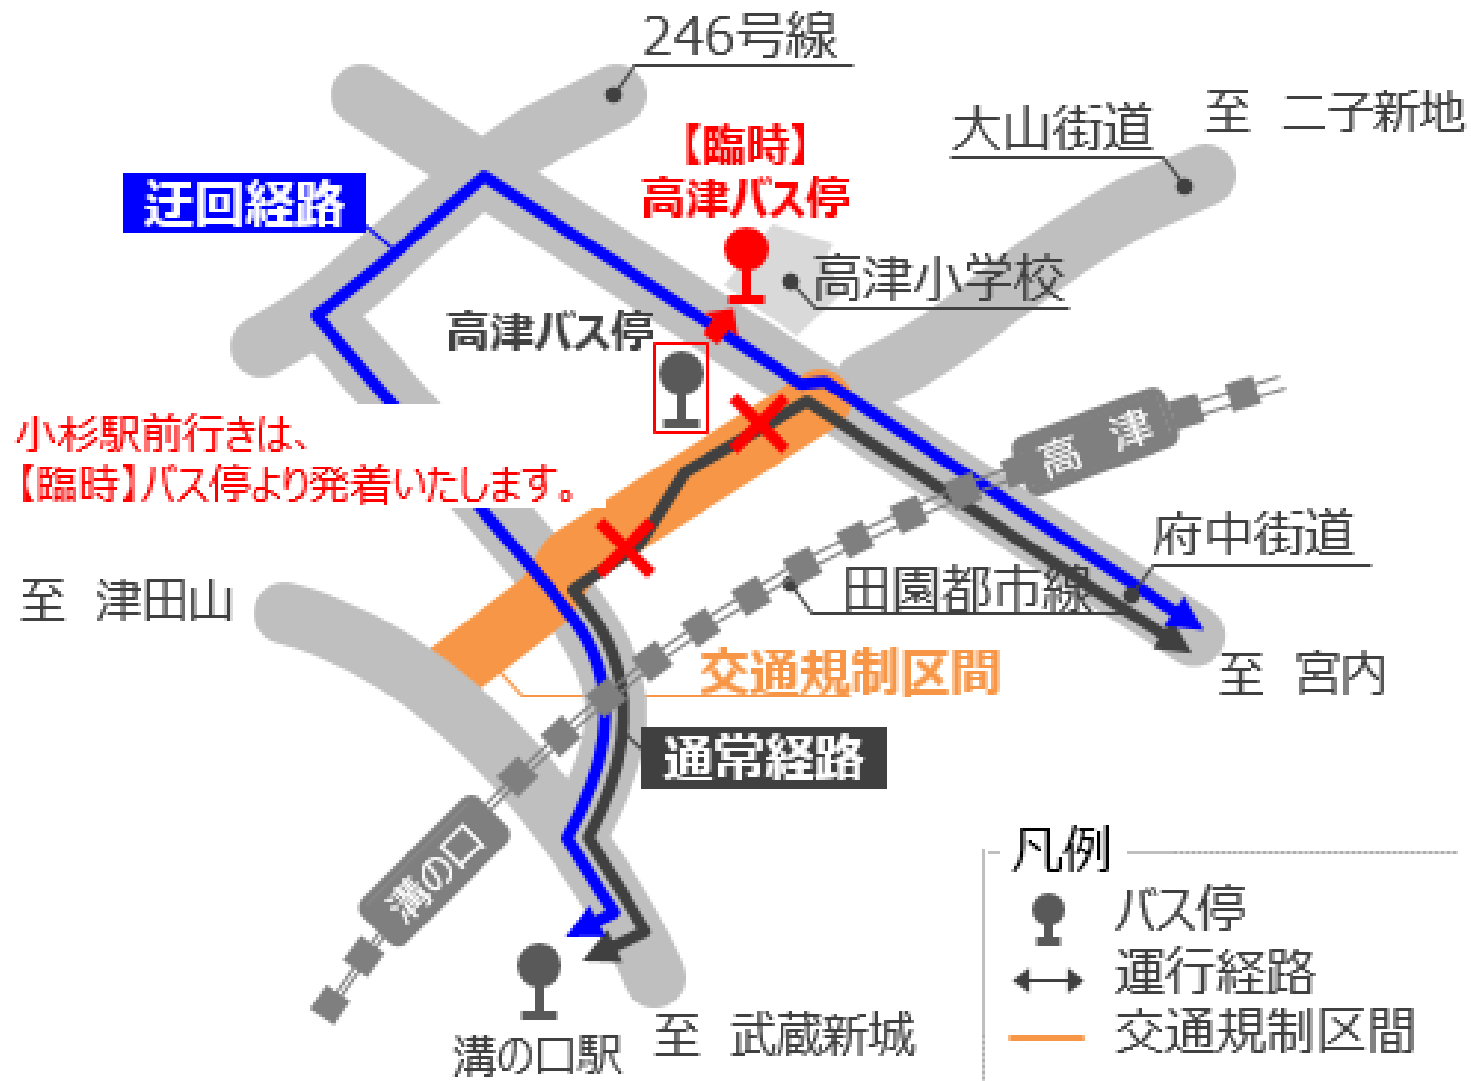 246号線
大山街道
至 二子新地
【臨時】
高津バス停
迂回経路
高津小学校
高津バス停
小杉駅前行きは、
【臨時】バス停より発着いたします。
高 津
府中街道
田園都市線
至 津田山
交通規制区間
至 宮内
通常経路
溝の口
溝の口駅
至 武蔵新城
凡例
バス停
運行経路
交通規制区間